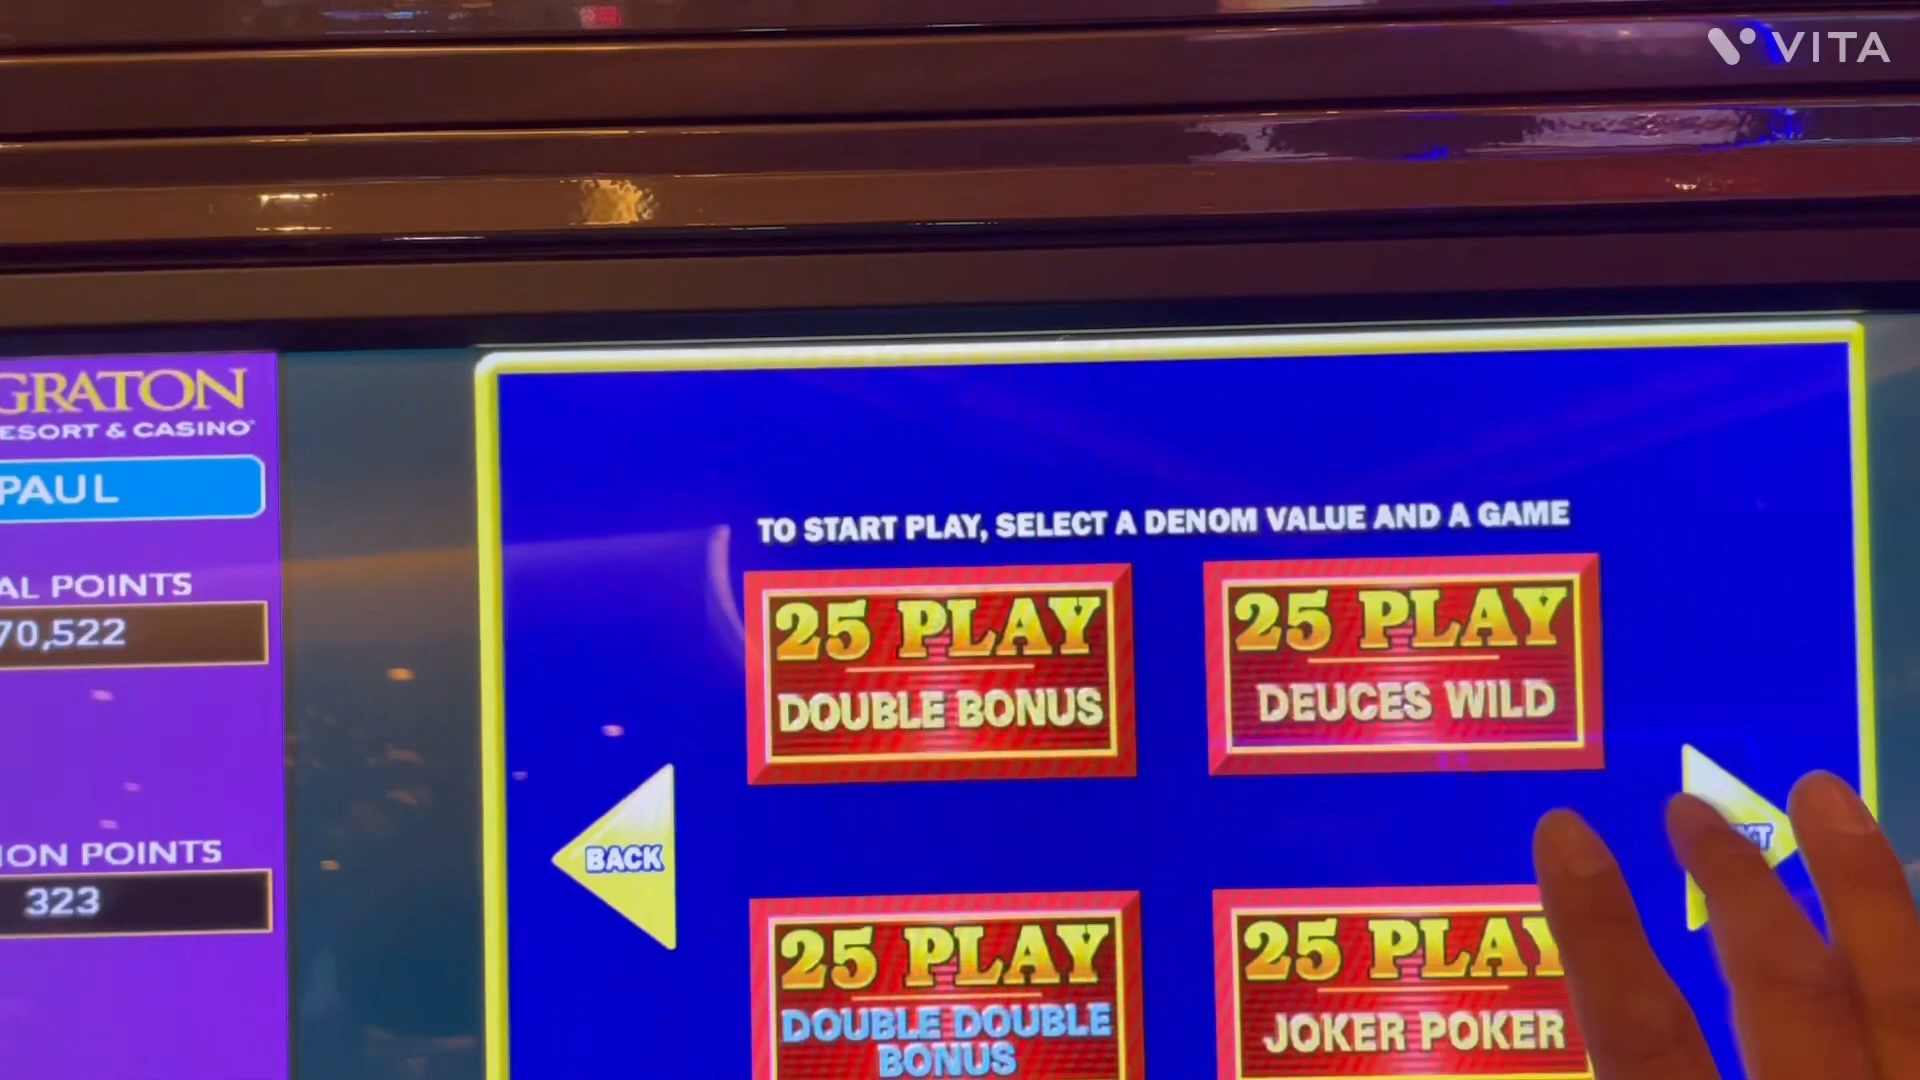 VITA
GRATON
ESORT & CASINO
PAUL
AL POINTS
70,522
ION POINTS
323
TO START PLAY, SELECT A DENOM VALUE AND A GAME
25 PLAY
DOUBLE BONUS
25 PLAY
DEUCES WILD
BACK
25 PLAY
DOUBLE DOUBLE
BONUS
25 PLAY
JOKER POKER